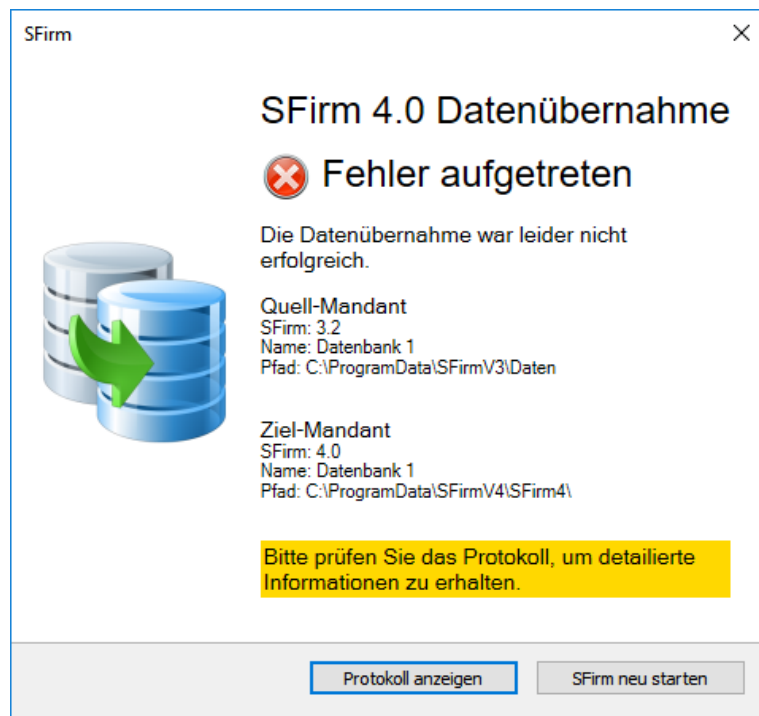 SFirm
SFirm 4.0 Datenübernahme
Fehler aufgetreten
Die Datenübernahme war leider nicht
erfolgreich.
Quell-Mandant
SFirm: 3.2
Name: Datenbank 1
Pfad: C:\ProgramData\SFirmV3\Daten
Ziel-Mandant
SFirm: 4.0
Name: Datenbank 1
Pfad: C:\ProgramData\SFirmV4\SFirm4\
Bitte prüfen Sie das Protokoll, um detailierte
Informationen zu erhalten.
Protokoll anzeigen
SFirm neu starten